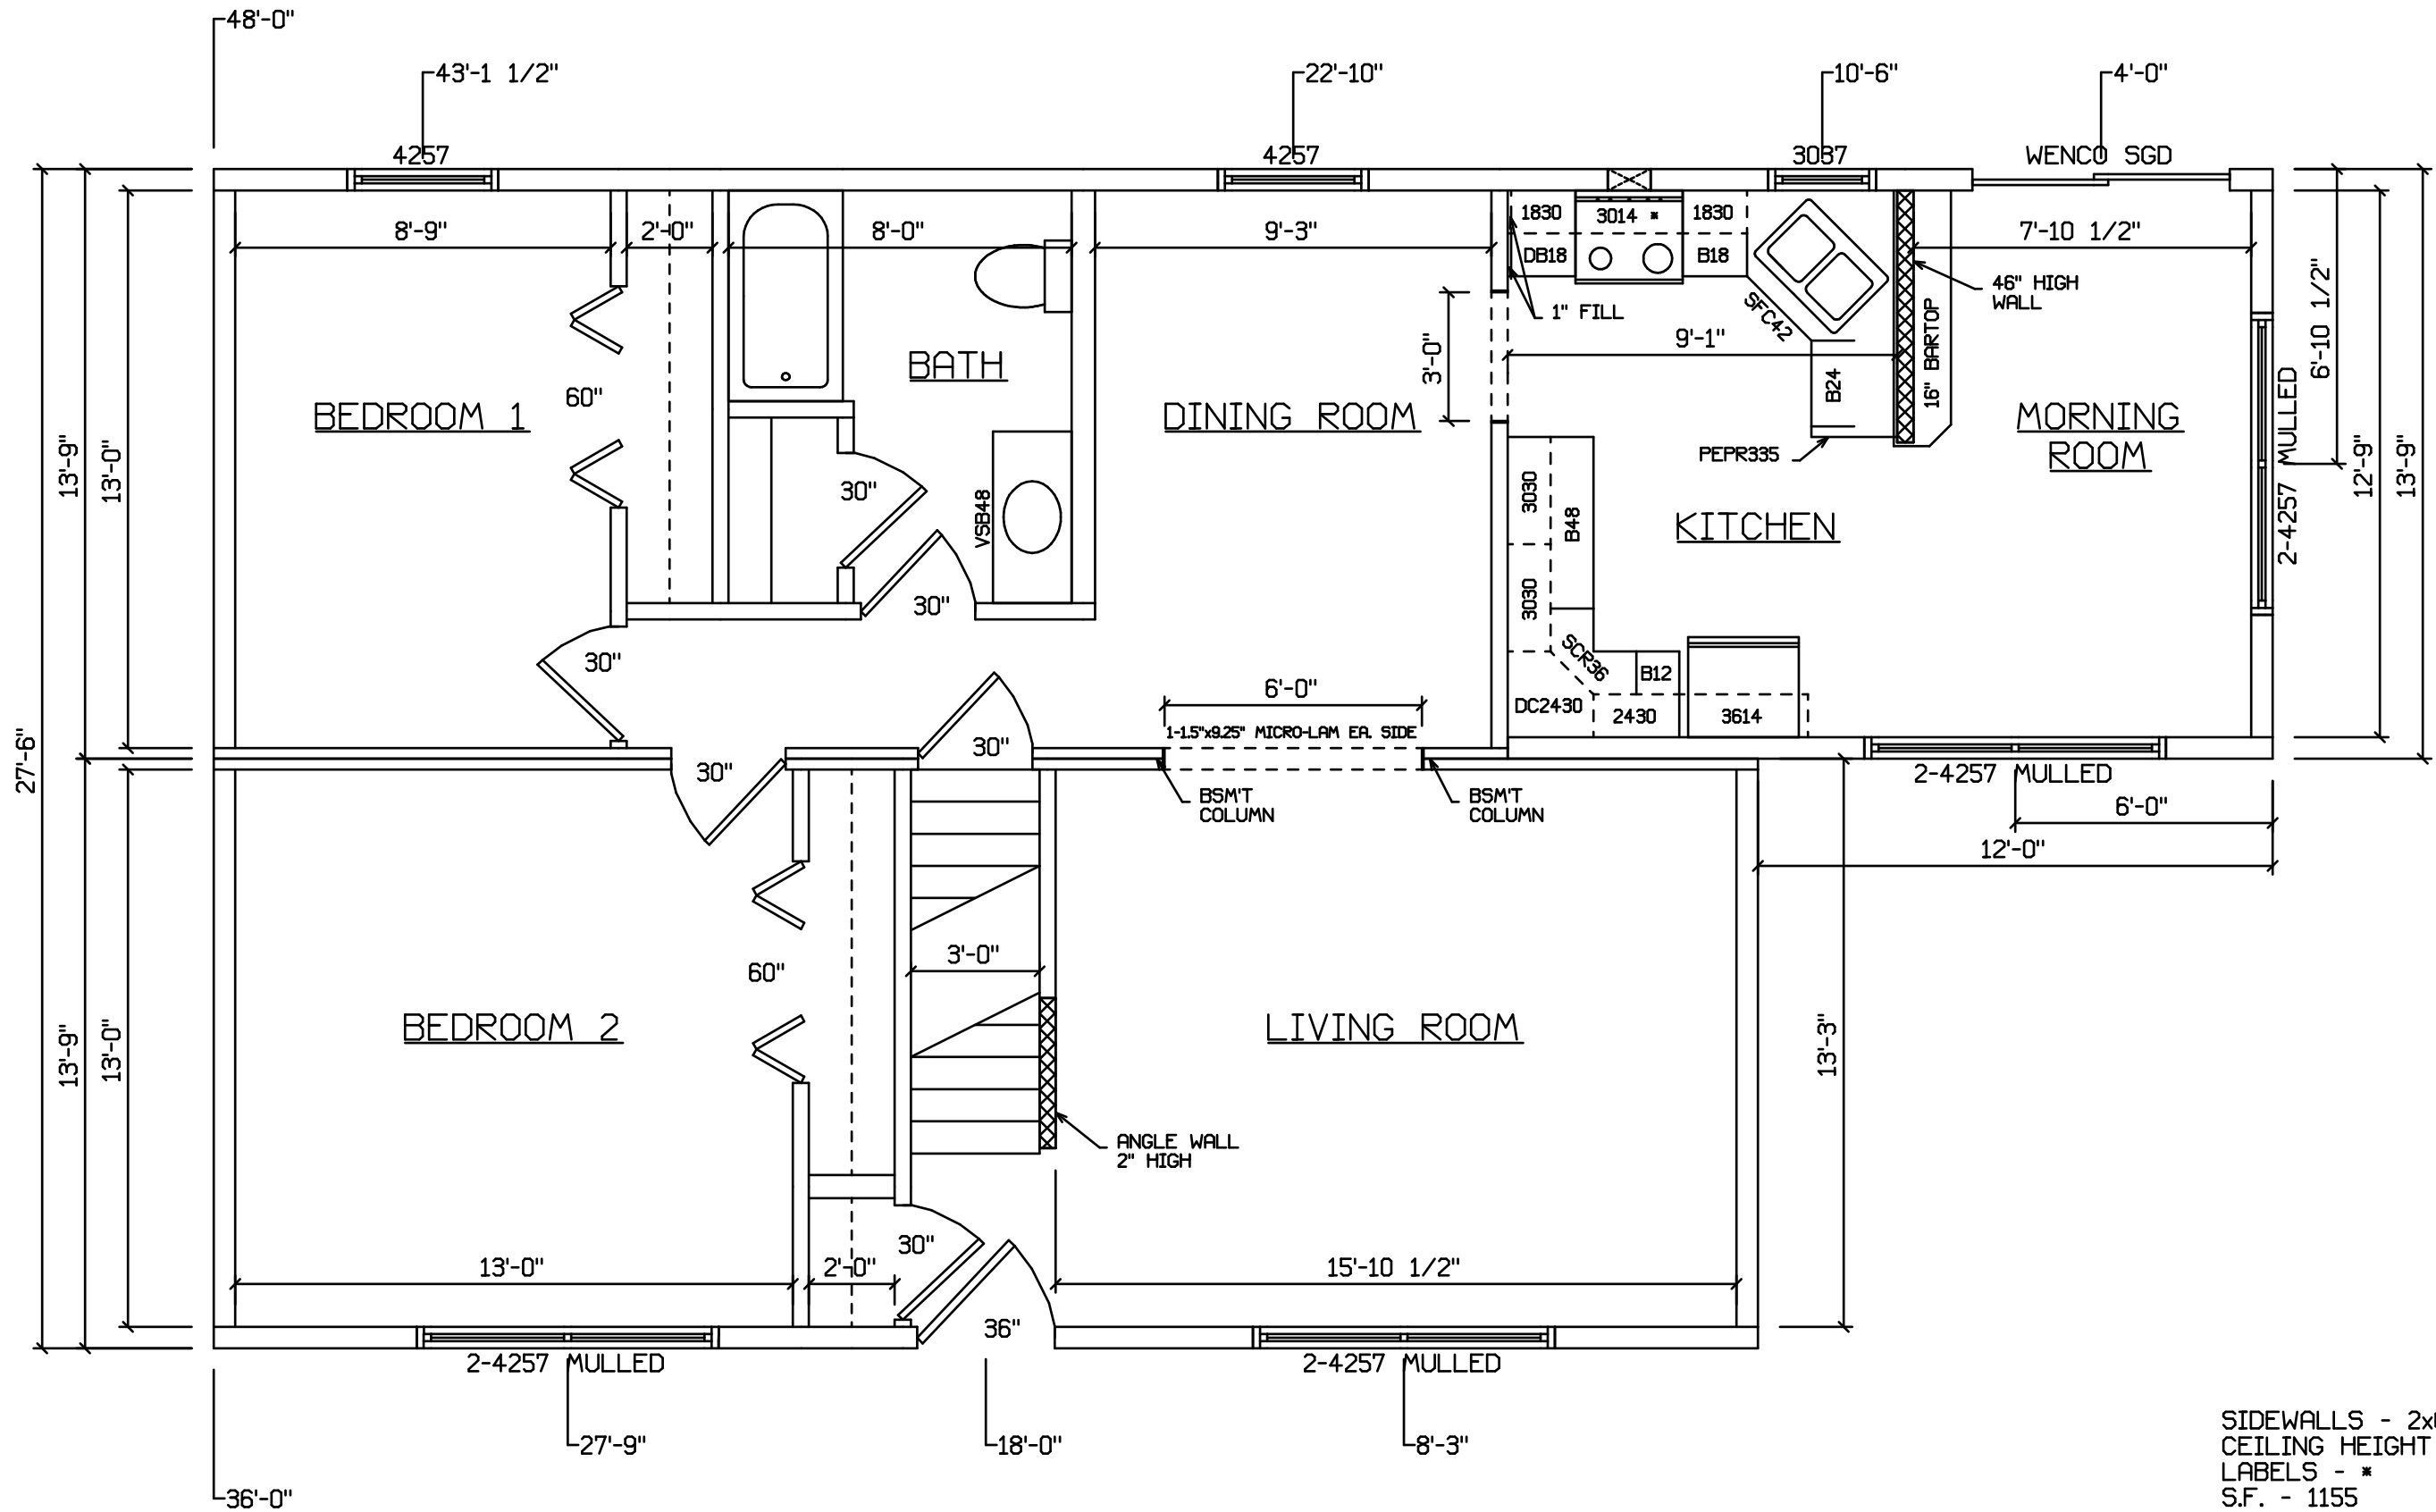 48'-0"
43'-1 1/2"
22'-10"
10'-6"
4'-0"
4257
4257
3037
WENCO SGD
8'-9"
2'-0"
8'-0"
9'-3"
1830
3014 *
1830
DB18
B18
7'-10 1/2"
46" HIGH
WALL
1" FILL
SFC42
9'-1"
3'-0"
16" BARTOP
6'-10 1/2"
BATH
60"
B24
BEDROOM 1
DINING ROOM
MORNING
ROOM
2-4257 MULLED
PEPR335
13'-9"
13'-0"
12'-9"
13'-9"
30"
VSB48
3030
B48
KITCHEN
30"
3030
SCR36
30"
B12
6'-0"
DC2430
2430
3614
1-1.5"x9.25" MICRO-LAM EA. SIDE
27'-6"
30"
30"
2-4257 MULLED
BSM'T
COLUMN
BSM'T
COLUMN
6'-0"
12'-0"
3'-0"
60"
BEDROOM 2
LIVING ROOM
13'-9"
13'-0"
13'-3"
ANGLE WALL
2" HIGH
30"
13'-0"
2'-0"
15'-10 1/2"
36"
2-4257 MULLED
2-4257 MULLED
27'-9"
18'-0"
8'-3"
36'-0"
SIDEWALLS -
CEILING HEIGHT
LABELS - *
S.F. - 1155